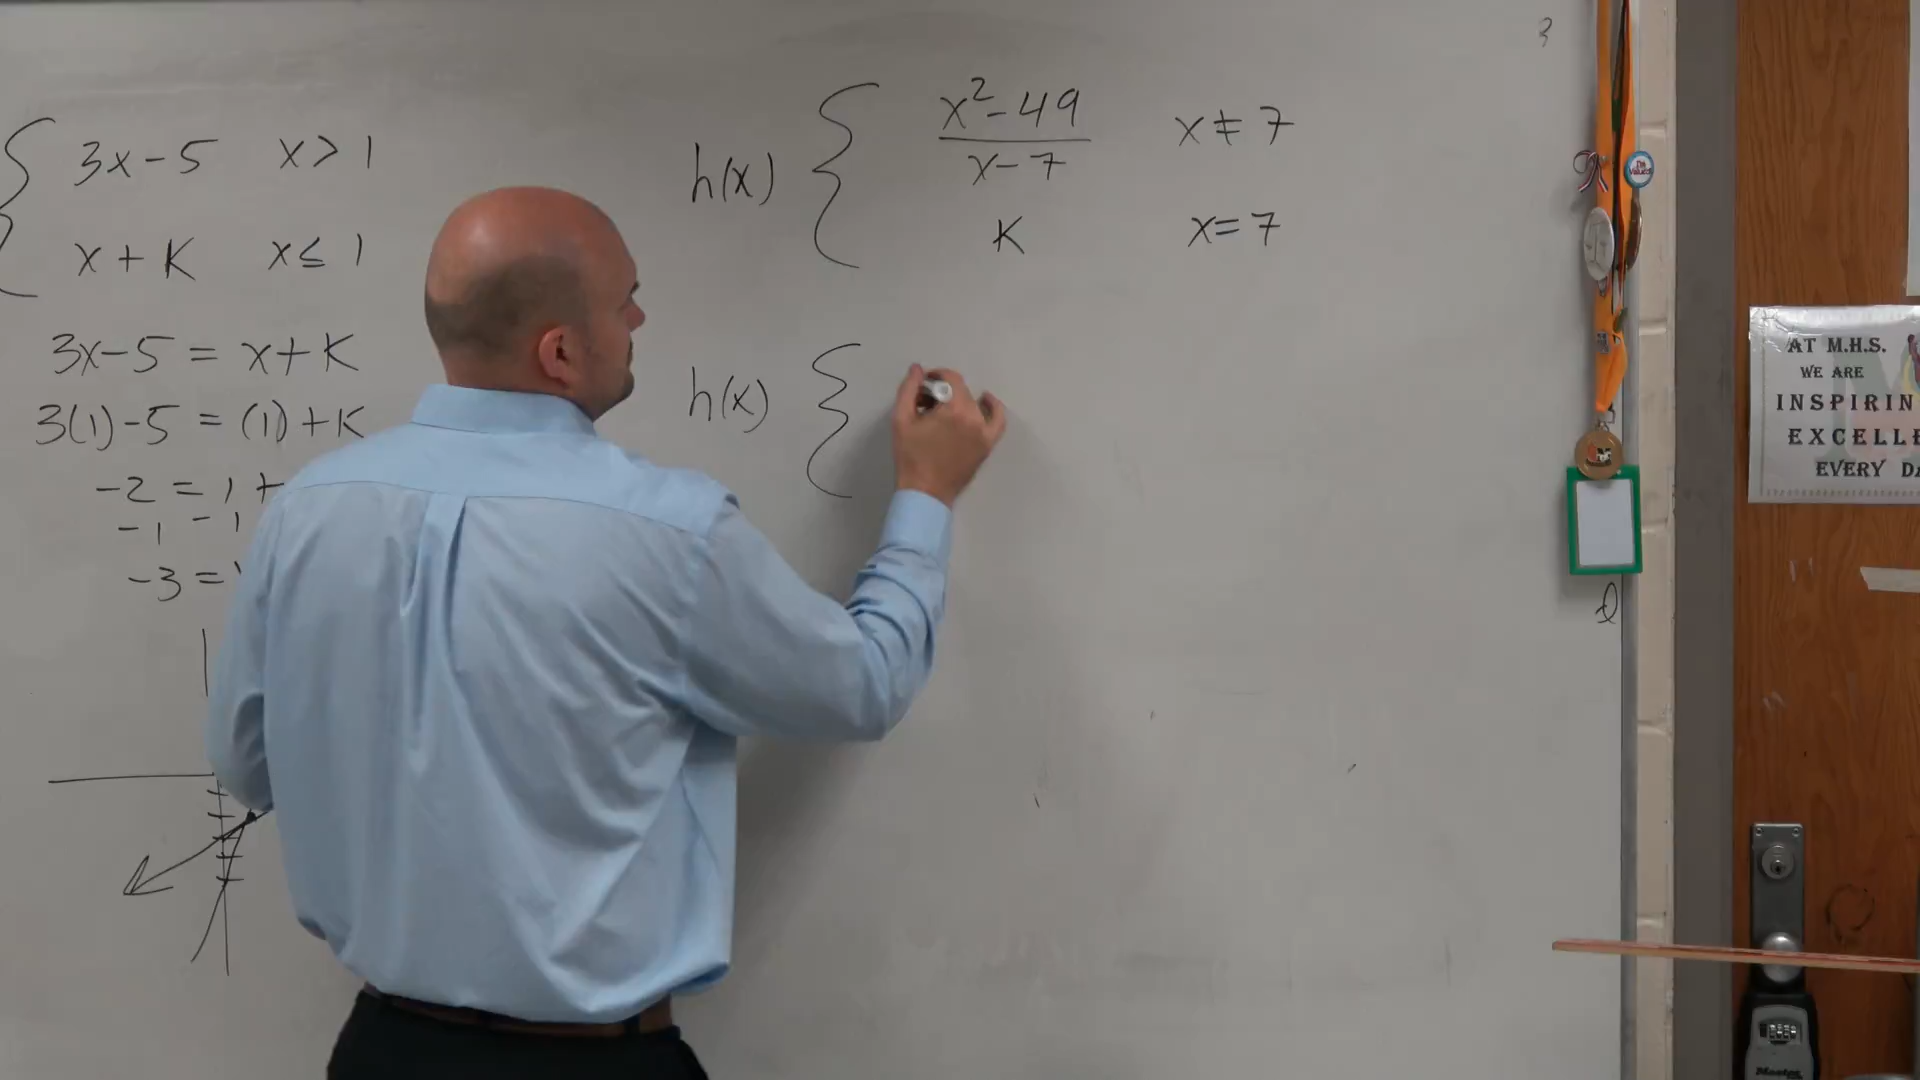 3x-5 x>1
x+K x≤1
3x-5 = x+K
3(1)-5 = (1)+K
-2 = 1+
-1 -1
-3 =
h(x) { x²-49 x≠7
x-7
K x=7
h(x) {
AT M.H.S.
WE ARE
INSPIRIN
EXCELLE
EVERY DA
Master